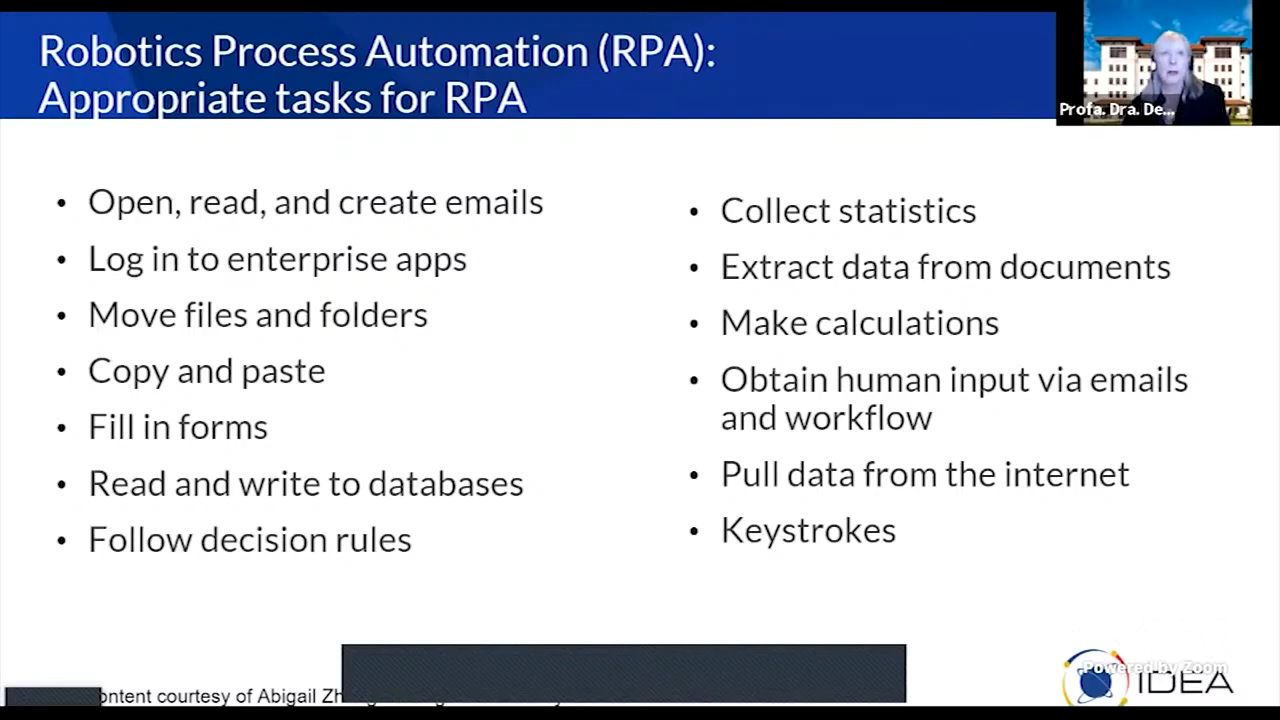 Robotics Process Automation (RPA):
Appropriate tasks for RPA
Profa. Dra. De...
• Open, read, and create emails
• Log in to enterprise apps
• Move files and folders
• Copy and paste
• Fill in forms
• Read and write to databases
• Follow decision rules
• Collect statistics
• Extract data from documents
• Make calculations
• Obtain human input via emails
and workflow
• Pull data from the internet
• Keystrokes
courtesy of Abigail
Powered by Zoom
IDEA